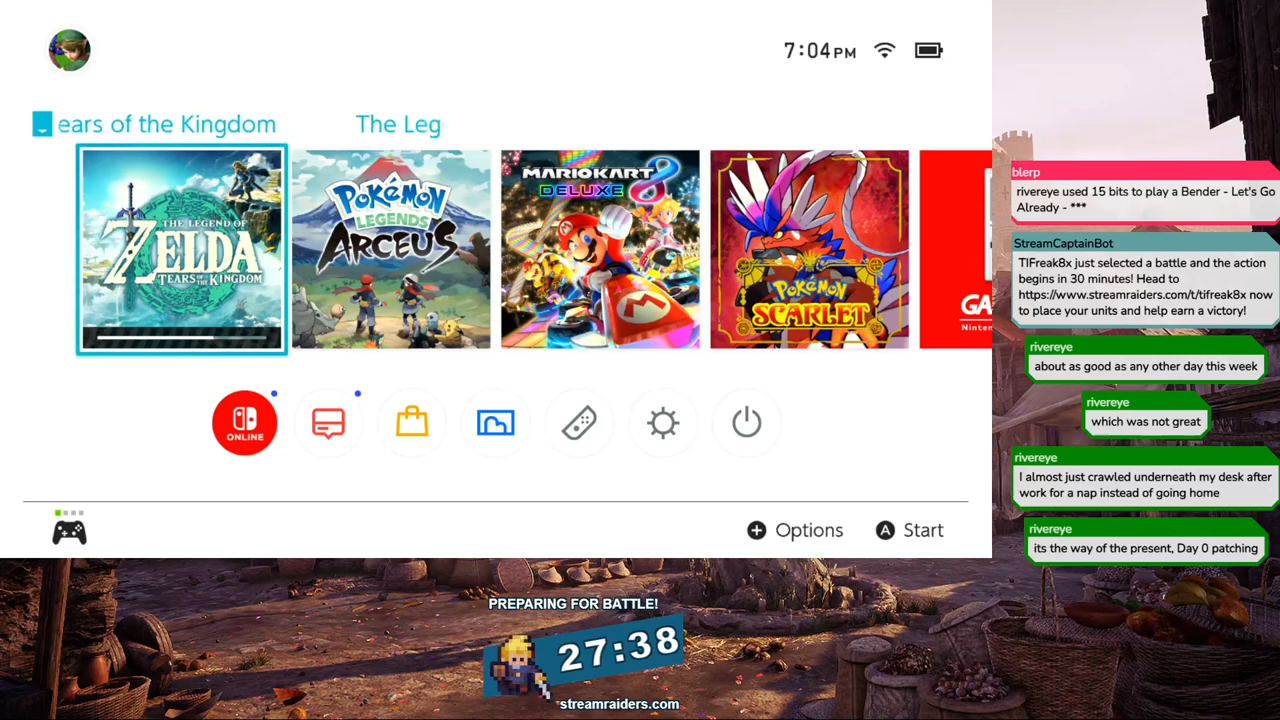 7:04PM
ears of the Kingdom
The Leg
THE LEGEND OF
ZELDA
TEARS OF THE KINGDOM
POKÉMON
LEGENDS
ARCEUS
MARIOKART
8
DELUXE
POKÉMON
SCARLET
GA
Ninten
ONLINE
Options
A Start
blerp
rivereye used 15 bits to play a Bender - Let's Go
Already - ***
StreamCaptainBot
TIFreak8x just selected a battle and the action
begins in 30 minutes! Head to
https://www.streamraiders.com/t/tifreak8x now
to place your units and help earn a victory!
rivereye
about as good as any other day this week
rivereye
which was not great
rivereye
I almost just crawled underneath my desk after
work for a nap instead of going home
rivereye
its the way of the present, Day 0 patching
PREPARING FOR BATTLE!
27:38
streamraiders.com